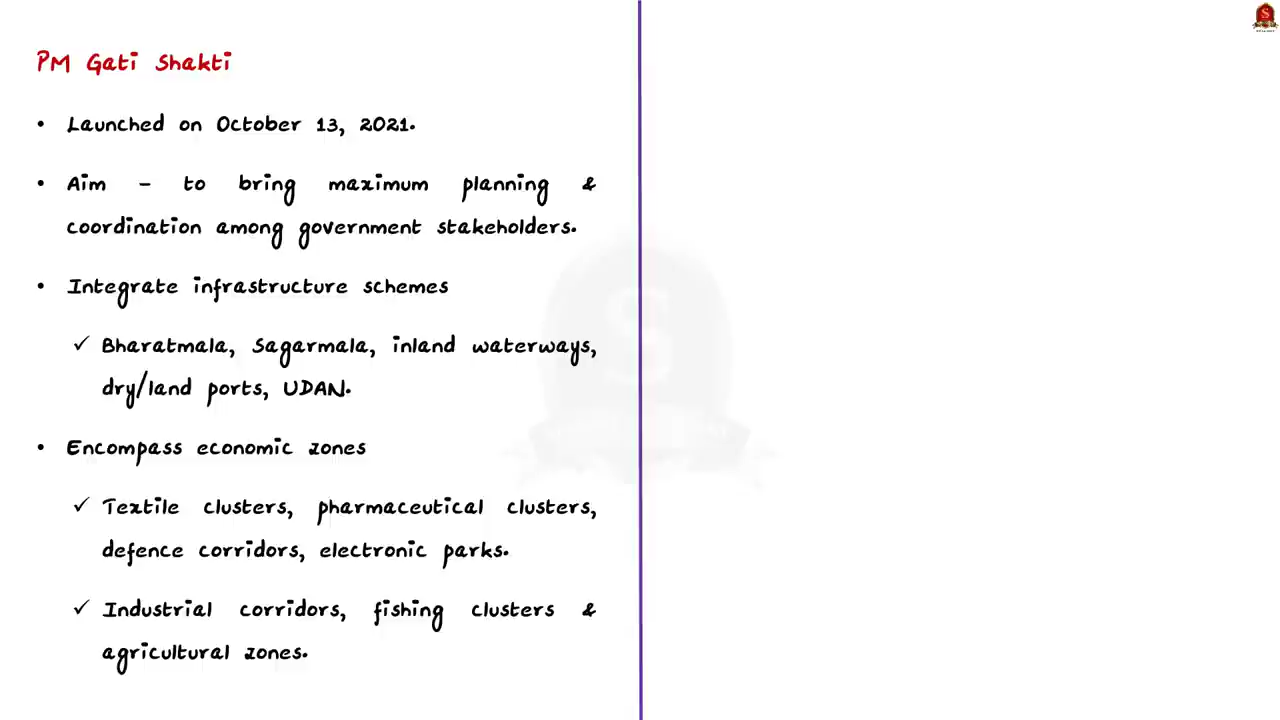 PM Gati Shakti
• Launched on October 13, 2021.
• Aim - to bring maximum planning &
coordination among government stakeholders.
• Integrate infrastructure schemes
✓ Bharatmala, Sagarmala, inland waterways,
dry/land ports, UDAN.
• Encompass economic zones
✓ Textile clusters, pharmaceutical clusters,
defence corridors, electronic parks.
✓ Industrial corridors, fishing clusters &
agricultural zones.
S